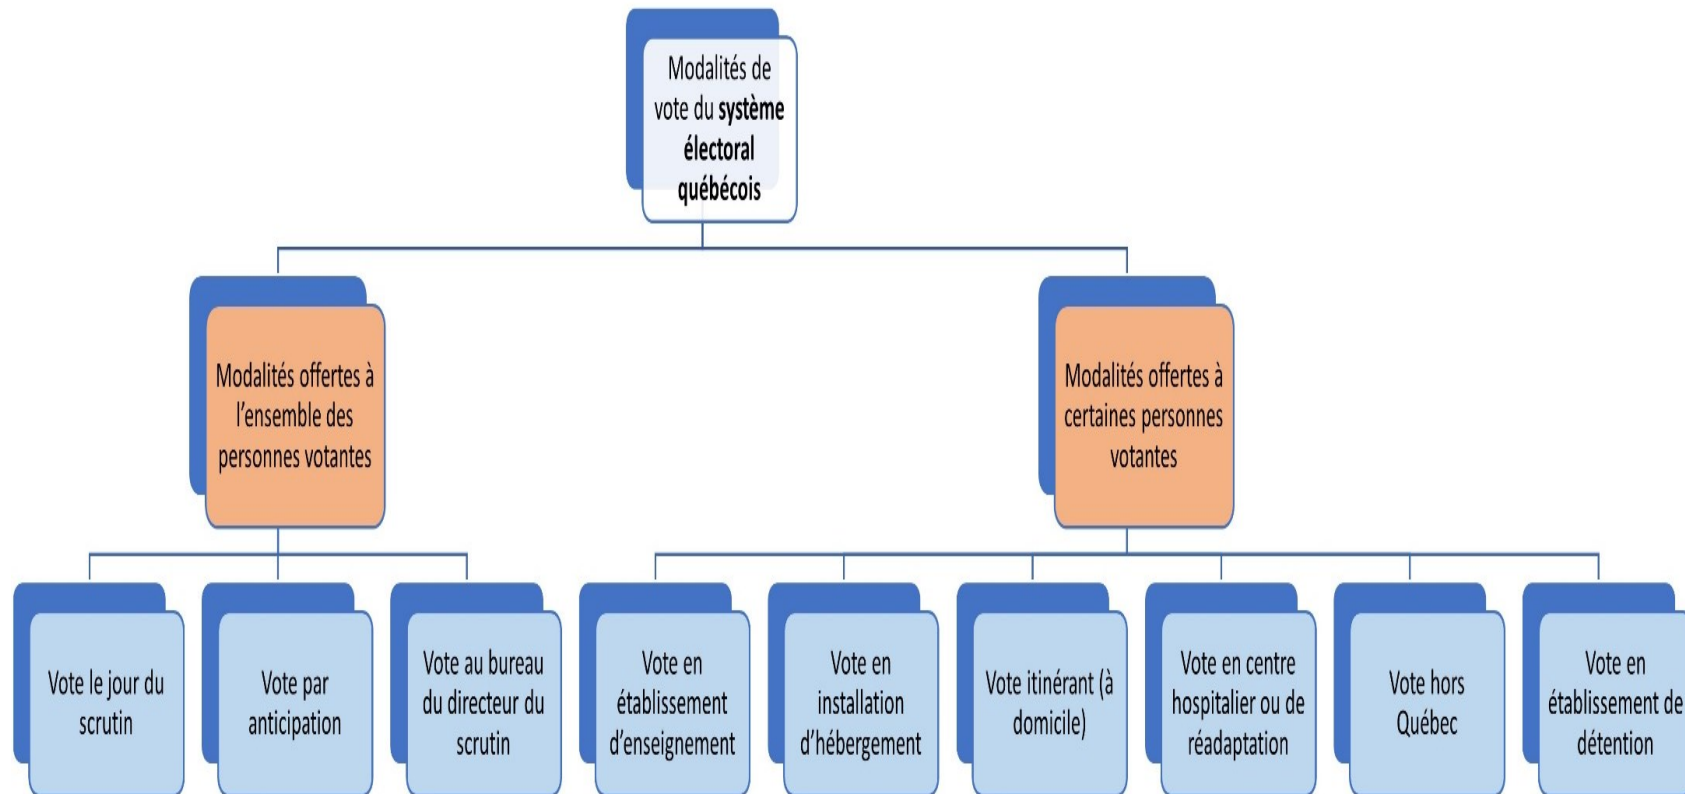 Modalités de
vote du système
électoral
québécois
Modalités offertes à
l'ensemble des
personnes votantes
Modalités offertes à
certaines personnes
votantes
Vote le jour du
scrutin
Vote par
anticipation
Vote au bureau
du directeur du
scrutin
Vote en
établissement
d'enseignement
Vote en
installation
d'hébergement
Vote itinérant (à
domicile)
Vote en centre
hospitalier ou de
réadaptation
Vote hors
Québec
Vote en
établissement de
détention